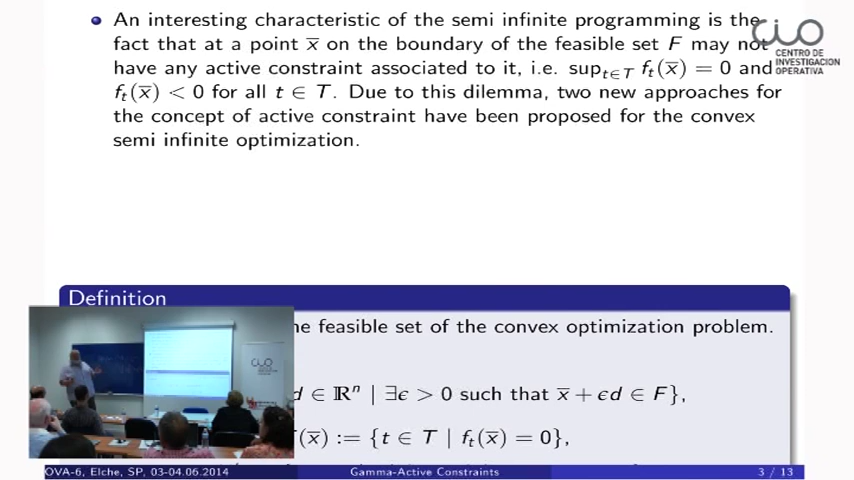 An interesting characteristic of the semi infinite programming is the
fact that at a point x̅ on the boundary of the feasible set F may not
have any active constraint associated to it, i.e. sup_{t∈T} f_t(x̅) = 0 and
f_t(x̅) < 0 for all t ∈ T. Due to this dilemma, two new approaches for
the concept of active constraint have been proposed for the convex
semi infinite optimization.
CIO
CENTRO DE
INVESTIGACION
OPERATIVA
Definition
he feasible set of the convex optimization problem.
d ∈ ℝⁿ | ∃ϵ > 0 such that x̅ + ϵd ∈ F},
(x̅) := {t ∈ T | f_t(x̅) = 0},
OVA-6, Elche, SP, 03-04.06.2014 Gamma-Active Constraints 3 / 13